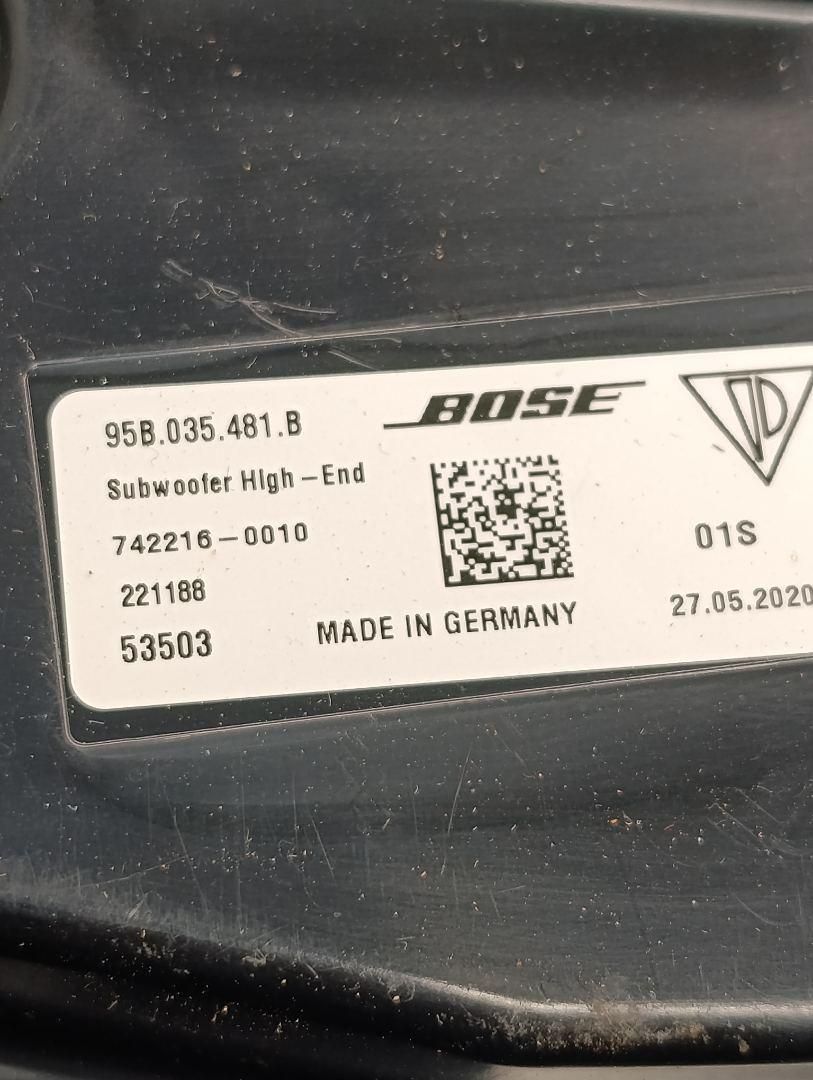 95B.035.481.B
BOSE
Subwoofer High-End
742216-0010
01S
221188
27.05.2020
53503
MADE IN GERMANY